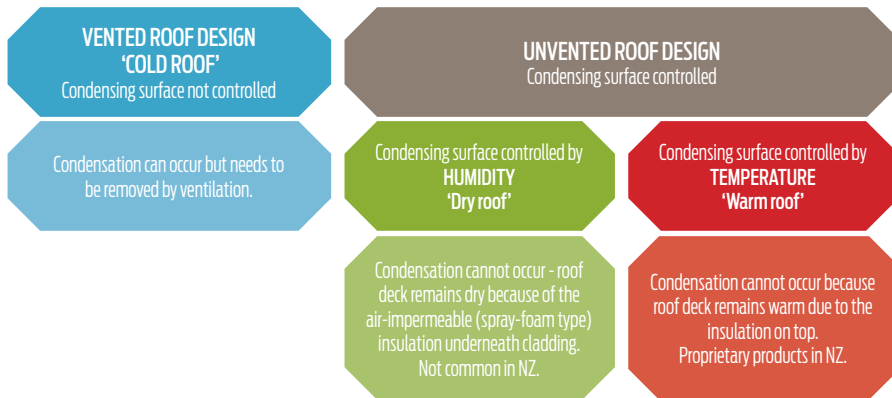 VENTED ROOF DESIGN
'COLD ROOF'
Condensing surface not controlled
UNVENTED ROOF DESIGN
Condensing surface controlled
Condensation can occur but needs to
be removed by ventilation.
Condensing surface controlled by
HUMIDITY
'Dry roof'
Condensing surface controlled by
TEMPERATURE
'Warm roof'
Condensation cannot occur - roof
deck remains dry because of the
air-impermeable (spray-foam type)
insulation underneath cladding.
Not common in NZ.
Condensation cannot occur because
roof deck remains warm due to the
insulation on top.
Proprietary products in NZ.